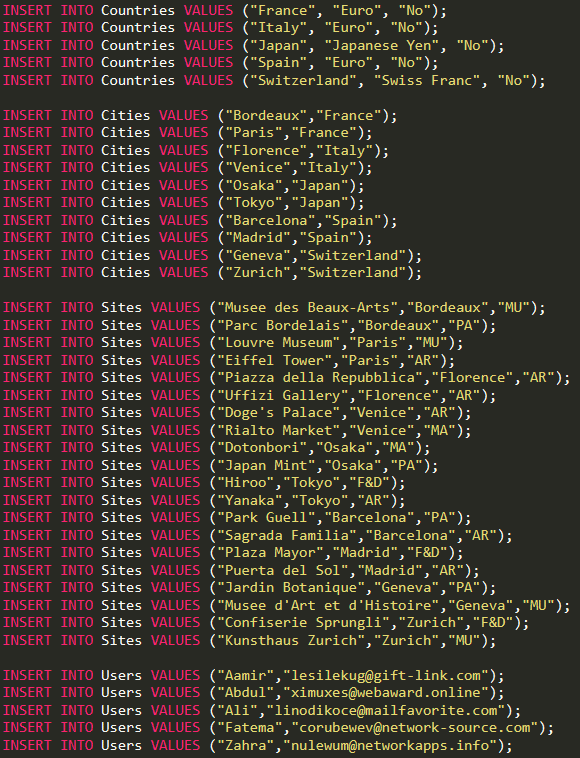 INSERT INTO Countries VALUES ("France", "Euro", "No");
INSERT INTO Countries VALUES ("Italy", "Euro", "No");
INSERT INTO Countries VALUES ("Japan", "Japanese Yen", "No");
INSERT INTO Countries VALUES ("Spain", "Euro", "No");
INSERT INTO Countries VALUES ("Switzerland", "Swiss Franc", "No");
INSERT INTO Cities VALUES ("Bordeaux","France");
INSERT INTO Cities VALUES ("Paris","France");
INSERT INTO Cities VALUES ("Florence","Italy");
INSERT INTO Cities VALUES ("Venice","Italy");
INSERT INTO Cities VALUES ("Osaka","Japan");
INSERT INTO Cities VALUES ("Tokyo","Japan");
INSERT INTO Cities VALUES ("Barcelona","Spain");
INSERT INTO Cities VALUES ("Madrid","Spain");
INSERT INTO Cities VALUES ("Geneva","Switzerland");
INSERT INTO Cities VALUES ("Zurich","Switzerland");
INSERT INTO Sites VALUES ("Musee des Beaux-Arts","Bordeaux","MU");
INSERT INTO Sites VALUES ("Parc Bordelais","Bordeaux","PA");
INSERT INTO Sites VALUES ("Louvre Museum","Paris","MU");
INSERT INTO Sites VALUES ("Eiffel Tower","Paris","AR");
INSERT INTO Sites VALUES ("Piazza della Repubblica","Florence","AR");
INSERT INTO Sites VALUES ("Uffizi Gallery","Florence","AR");
INSERT INTO Sites VALUES ("Doge's Palace","Venice","AR");
INSERT INTO Sites VALUES ("Rialto Market","Venice","MA");
INSERT INTO Sites VALUES ("Dotonbori","Osaka","MA");
INSERT INTO Sites VALUES ("Japan Mint","Osaka","PA");
INSERT INTO Sites VALUES ("Hiroo","Tokyo","F&D");
INSERT INTO Sites VALUES ("Yanaka","Tokyo","AR");
INSERT INTO Sites VALUES ("Park Guell","Barcelona","PA");
INSERT INTO Sites VALUES ("Sagrada Familia","Barcelona","AR");
INSERT INTO Sites VALUES ("Plaza Mayor","Madrid","F&D");
INSERT INTO Sites VALUES ("Puerta del Sol","Madrid","AR");
INSERT INTO Sites VALUES ("Jardin Botanique","Geneva","PA");
INSERT INTO Sites VALUES ("Musee d'Art et d'Histoire","Geneva","MU");
INSERT INTO Sites VALUES ("Confiserie Sprungli","Zurich","F&D");
INSERT INTO Sites VALUES ("Kunsthaus Zurich","Zurich","MU");
INSERT INTO Users VALUES ("Aamir","lesilekug@gift-link.com");
INSERT INTO Users VALUES ("Abdul","ximuxes@webaward.online");
INSERT INTO Users VALUES ("Ali","linodikoce@mailfavorite.com");
INSERT INTO Users VALUES ("Fatema","corubewev@network-source.com");
INSERT INTO Users VALUES ("Zahra","nulewum@networkapps.info");